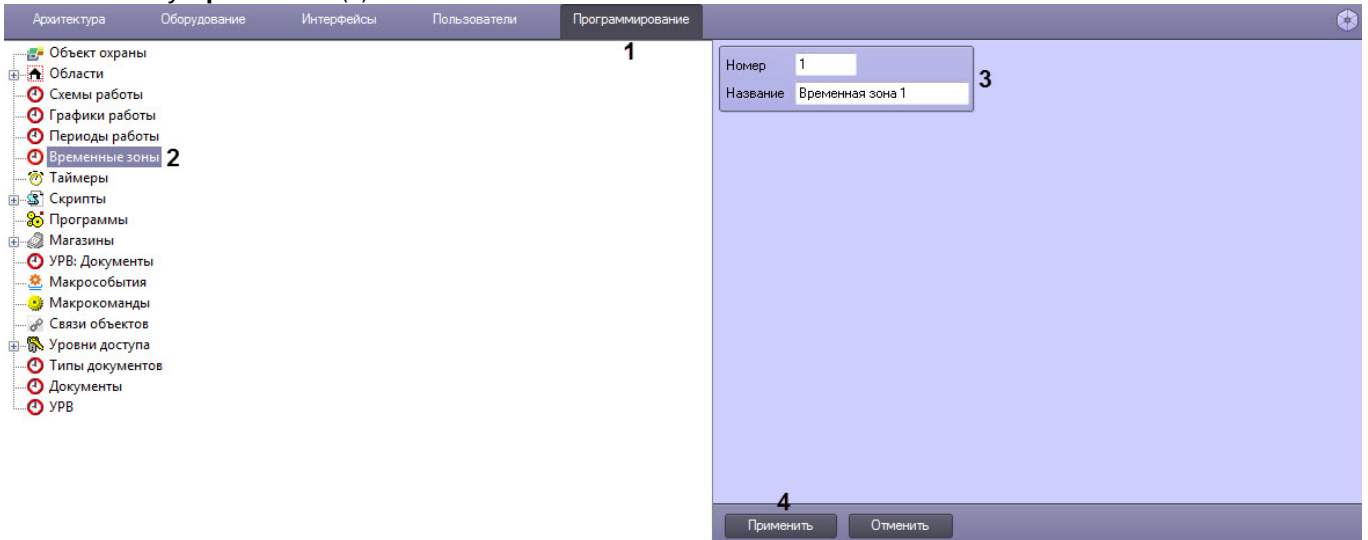 Архитектура Оборудование Интерфейсы Пользователи Программирование
1
Объект охраны
Области
Схемы работы
Графики работы
Периоды работы
Временные зоны 2
Таймеры
Скрипты
Программы
Магазины
УРВ: Документы
Макрособытия
Макрокоманды
Связи объектов
Уровни доступа
Типы документов
Документы
УРВ
Номер 1
Название Временная зона 1
3
4
Применить Отменить